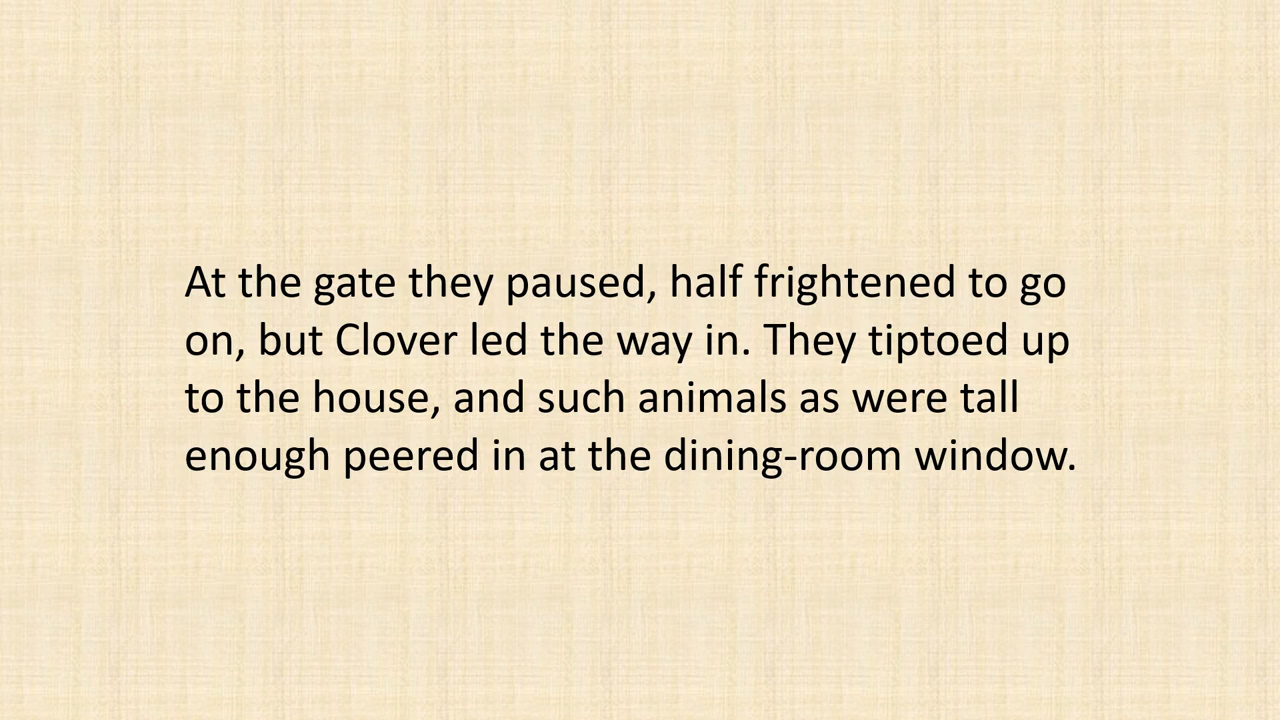 At the gate they paused, half frightened to go
on, but Clover led the way in. They tiptoed up
to the house, and such animals as were tall
enough peered in at the dining-room window.